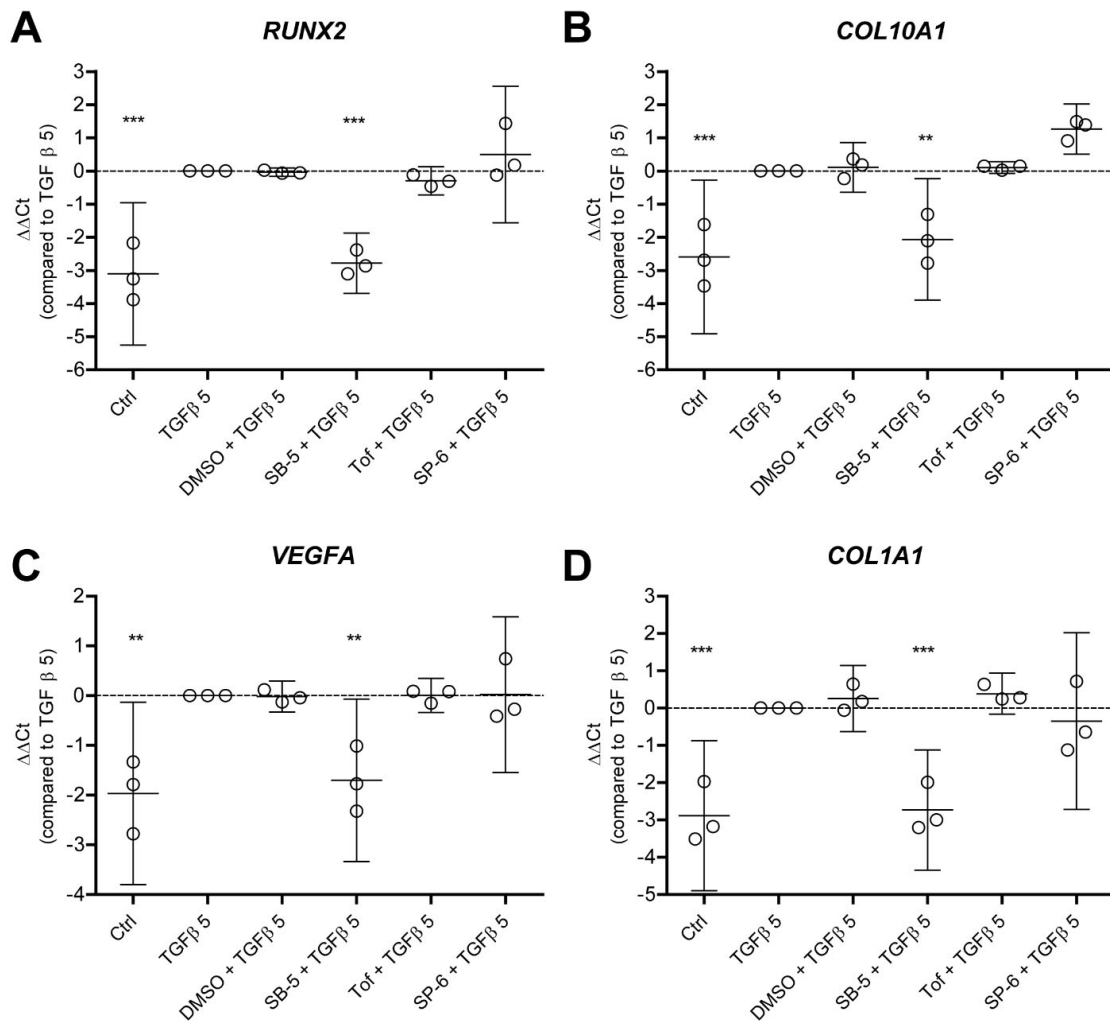 A
RUNX2
ΔΔCt
(compared to TGF β 5)
3
2
1
0
-1
-2
-3
-4
-5
-6
***
***
Ctrl
TGFβ 5
DMSO + TGFβ 5
SB-5 + TGFβ 5
Tof + TGFβ 5
SP-6 + TGFβ 5
B
COL10A1
ΔΔCt
(compared to TGF β 5)
3
2
1
0
-1
-2
-3
-4
-5
-6
***
**
Ctrl
TGFβ 5
DMSO + TGFβ 5
SB-5 + TGFβ 5
Tof + TGFβ 5
SP-6 + TGFβ 5
C
VEGFA
ΔΔCt
(compared to TGF β 5)
2
1
0
-1
-2
-3
-4
**
**
Ctrl
TGFβ 5
DMSO + TGFβ 5
SB-5 + TGFβ 5
Tof + TGFβ 5
SP-6 + TGFβ 5
D
COL1A1
ΔΔCt
(compared to TGF β 5)
3
2
1
0
-1
-2
-3
-4
-5
***
***
Ctrl
TGFβ 5
DMSO + TGFβ 5
SB-5 + TGFβ 5
Tof + TGFβ 5
SP-6 + TGFβ 5